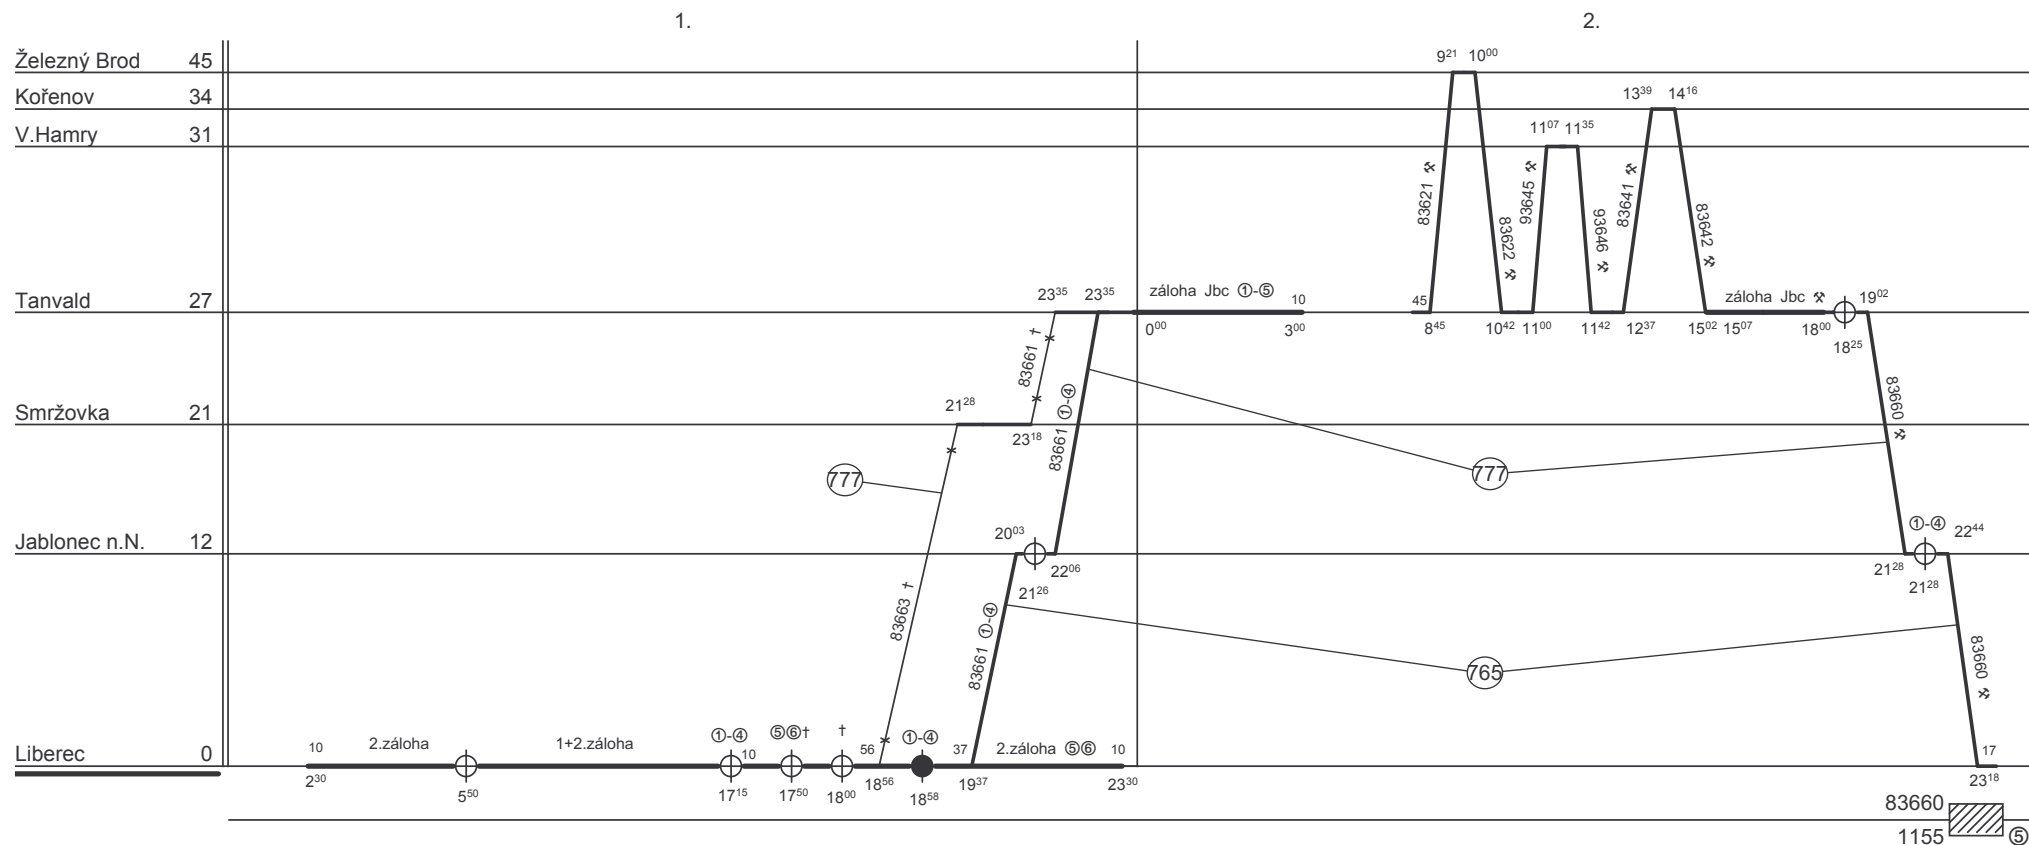 1. 2.
Železný Brod 45
9²¹ 10⁰⁰
Kořenov 34
13³⁹ 14¹⁶
V.Hamry 31
11⁰⁷ 11³⁵
83621 ⚒
83622 ⚒
93645 ⚒
93646 ⚒
83641 ⚒
83642 ⚒
Tanvald 27
23³⁵ 23³⁵
záloha Jbc ①-⑤ 10
45
záloha Jbc ⚒
19⁰²
0⁰⁰ 3⁰⁰ 8⁴⁵ 10⁴² 11⁰⁰ 11⁴² 12³⁷ 15⁰² 15⁰⁷ 18⁰⁰
18²⁵
83661 †
83661 ①-④
83660 ⚒
Smržovka 21
21²⁸
23¹⁸
777
777
Jablonec n.N. 12
20⁰³
22⁰⁶
21²⁶
①-④ 22⁴⁴
21²⁸
21²⁸
83663 †
83661 ①-④
765
83660 ⚒
Liberec 0
10 2.záloha 1+2.záloha ①-④ 10 ⑤⑥† † 56 ①-④ 37 2.záloha ⑤⑥ 10
17
2³⁰ 5⁵⁰ 17¹⁵ 17⁵⁰ 18⁰⁰ 18⁵⁶ 18⁵⁸ 19³⁷ 23³⁰
23¹⁸
83660
1155 ⑤